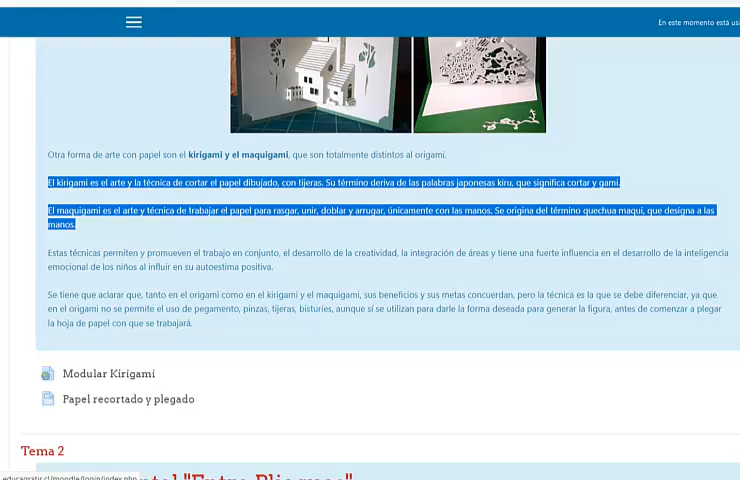 En este momento está
Otra forma de arte con papel son el kirigami y el maquigami, que son totalmente distintos al origami.
El kirigami es el arte y la técnica de cortar el papel dibujado, con tijeras. Su término deriva de las palabras japonesas kiru, que significa cortar y gami.
El maquigami es el arte y técnica de trabajar el papel para rasgar, unir, doblar y arrugar, únicamente con las manos. Se origina del término quechua maqui, que designa a las
manos.
Estas técnicas permiten y promueven el trabajo en conjunto, el desarrollo de la creatividad, la integración de áreas y tiene una fuerte influencia en el desarrollo de la inteligencia
emocional de los niños al influir en su autoestima positiva.
Se tiene que aclarar que, tanto en el origami como en el kirigami y el maquigami, sus beneficios y sus metas concuerdan, pero la técnica es la que se debe diferenciar, ya que
en el origami no se permite el uso de pegamento, pinzas, tijeras, bisturíes, aunque sí se utilizan para darle la forma deseada para generar la figura, antes de comenzar a plegar
la hoja de papel con que se trabajará.
Modular Kirigami
Papel recortado y plegado
Tema 2
educagratis.cl/moodle/login/index.php
"Entre Pliegues"